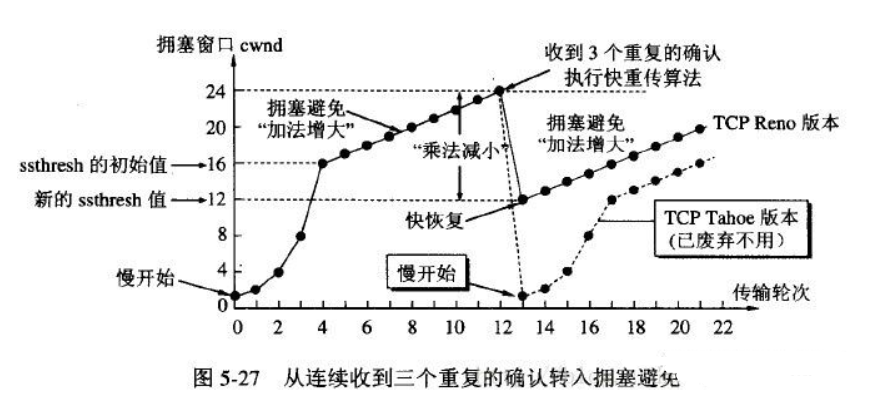 拥塞窗口 cwnd
收到 3 个重复的确认
执行快重传算法
24
拥塞避免
“加法增大”
20
拥塞避免
“加法增大”
TCP Reno 版本
“乘法减小”
ssthresh 的初始值
16
新的 ssthresh 值
12
快恢复
TCP Tahoe 版本
(已废弃不用)
8
慢开始
4
慢开始
传输轮次
0
0 2 4 6 8 10 12 14 16 18 20 22
图 5-27 从连续收到三个重复的确认转入拥塞避免